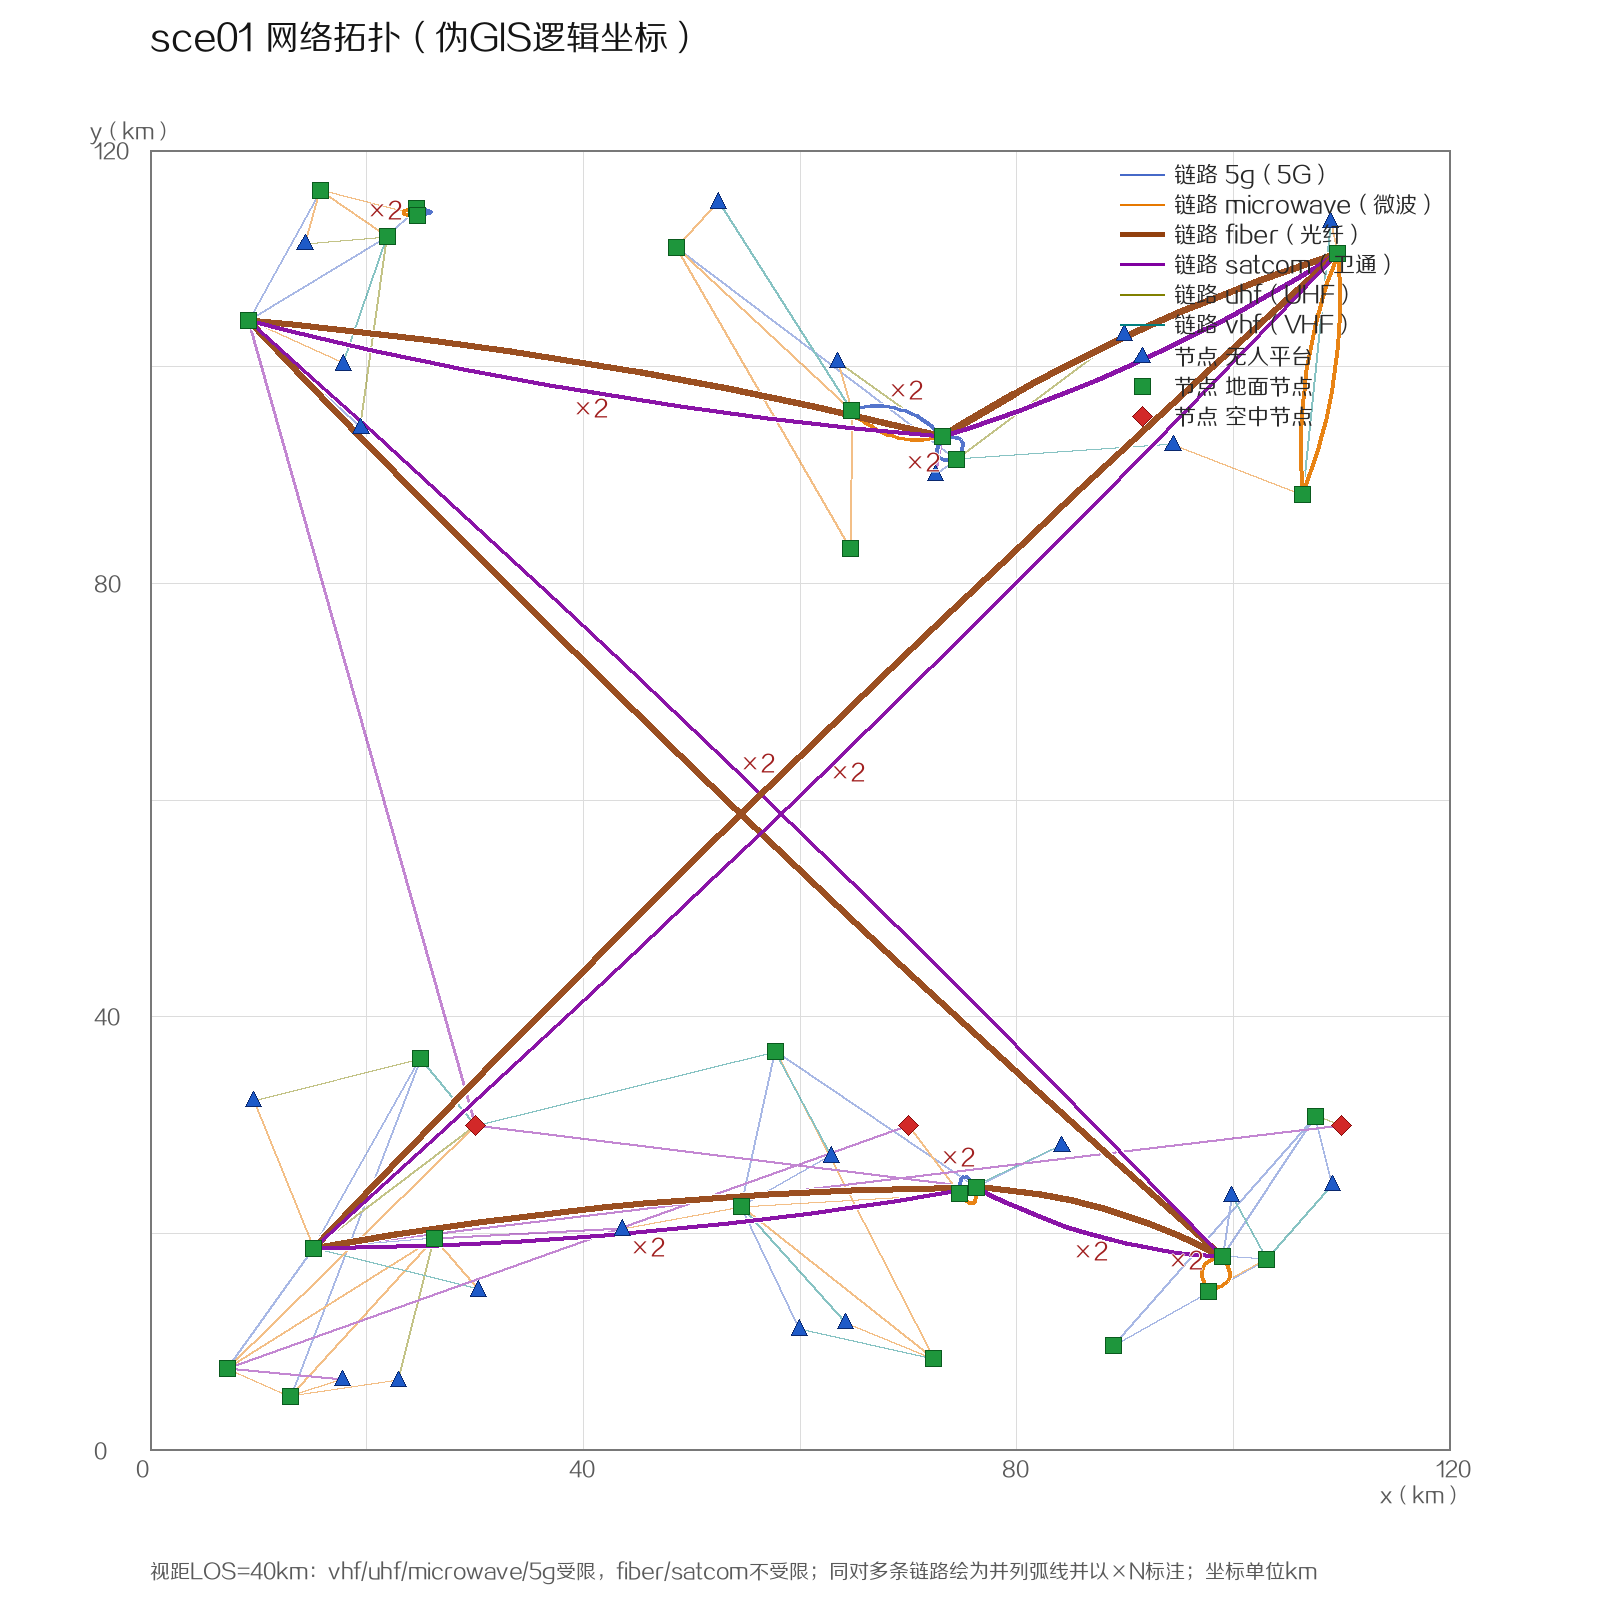 sce01 网络拓扑（伪GIS逻辑坐标）
y（km）
120
链路 5g（5G）
链路 microwave（微波）
链路 fiber（光纤）
链路 satcom（卫通）
链路 uhf（UHF）
链路 vhf（VHF）
节点 无人平台
节点 地面节点
节点 空中节点
×2
×2
×2
×2
80
×2
×2
40
×2
×2
×2
×2
0
0
40
80
120
x（km）
视距LOS=40km：vhf/uhf/microwave/5g受限，fiber/satcom不受限；同对多条链路绘为并列弧线并以×N标注；坐标单位km